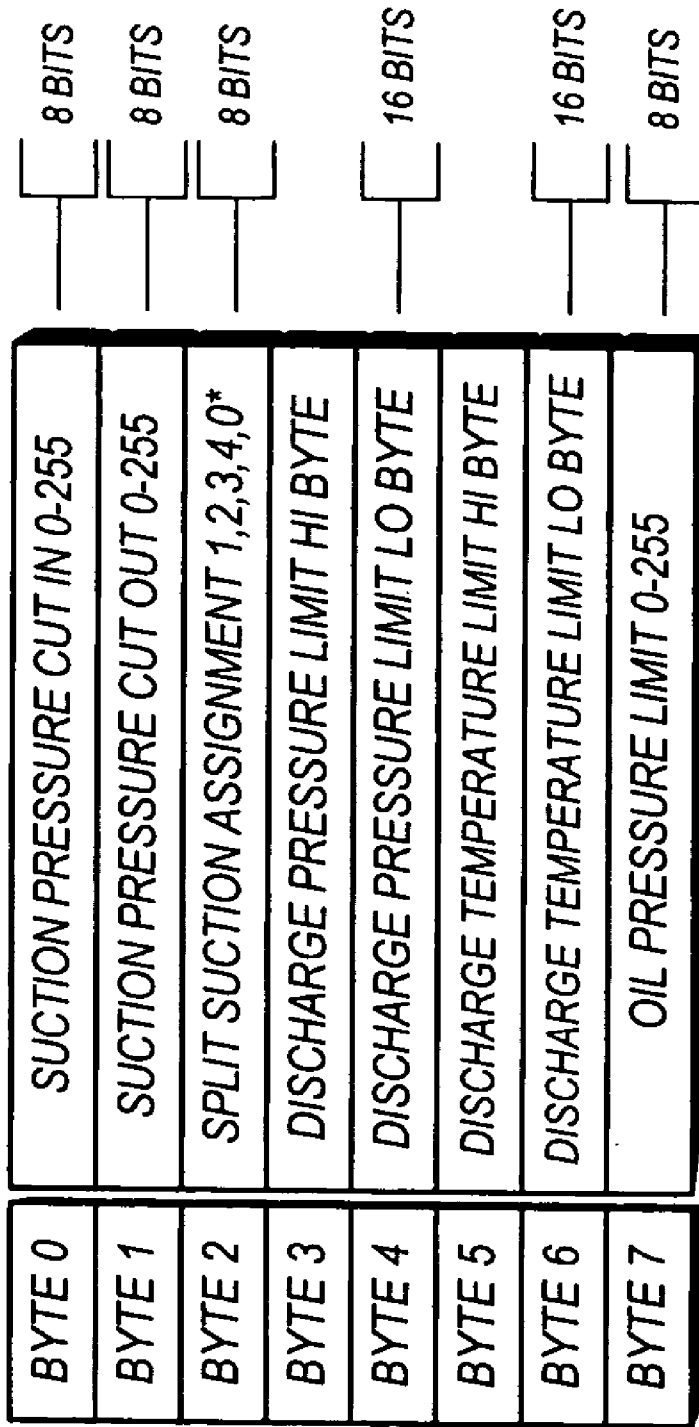 BYTE 0 SUCTION PRESSURE CUT IN 0-255 8 BITS
BYTE 1 SUCTION PRESSURE CUT OUT 0-255 8 BITS
BYTE 2 SPLIT SUCTION ASSIGNMENT 1,2,3,4,0* 8 BITS
BYTE 3 DISCHARGE PRESSURE LIMIT HI BYTE
BYTE 4 DISCHARGE PRESSURE LIMIT LO BYTE 16 BITS
BYTE 5 DISCHARGE TEMPERATURE LIMIT HI BYTE
BYTE 6 DISCHARGE TEMPERATURE LIMIT LO BYTE 16 BITS
BYTE 7 OIL PRESSURE LIMIT 0-255 8 BITS